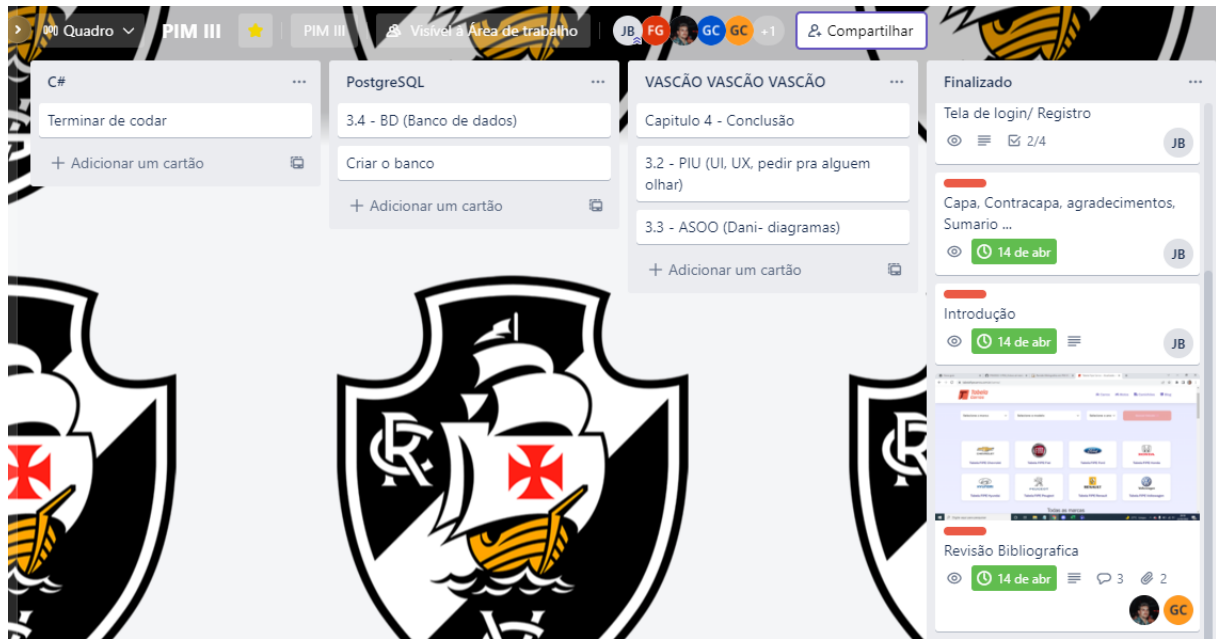 Quadro
PIM III
PIM III
Visível à Área de trabalho
JB
FG
GC
GC
+1
Compartilhar
C#
Terminar de codar
+ Adicionar um cartão
PostgreSQL
3.4 - BD (Banco de dados)
Criar o banco
+ Adicionar um cartão
VASCÃO VASCÃO VASCÃO
Capitulo 4 - Conclusão
3.2 - PIU (UI, UX, pedir pra alguem
olhar)
3.3 - ASOO (Dani- diagramas)
+ Adicionar um cartão
Finalizado
Tela de login/ Registro
2/4
JB
Capa, Contracapa, agradecimentos,
Sumario ...
14 de abr
JB
Introdução
14 de abr
JB
Todas as marcas
Revisão Bibliografica
14 de abr
3
2
GC